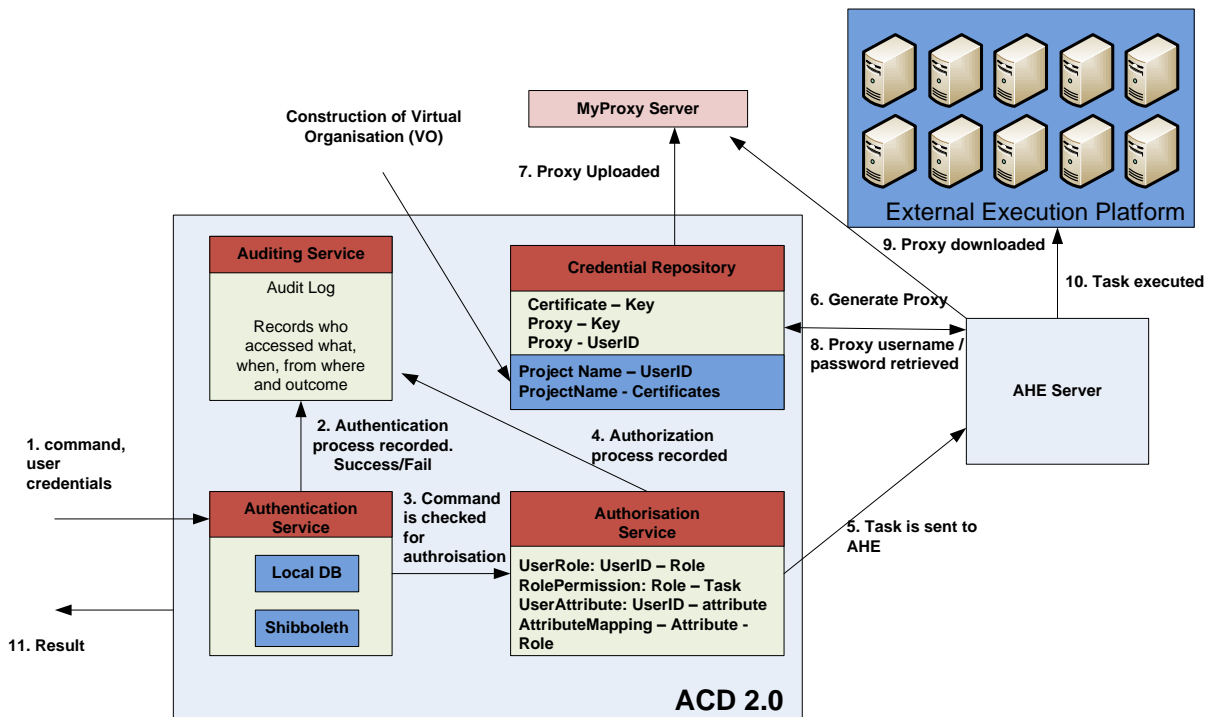 MyProxy Server
Construction of Virtual
Organisation (VO)
7. Proxy Uploaded
External Execution Platform
9. Proxy downloaded
10. Task executed
Auditing Service
Audit Log
Records who
accessed what,
when, from where
and outcome
Credential Repository
Certificate – Key
Proxy – Key
Proxy - UserID
Project Name – UserID
ProjectName - Certificates
6. Generate Proxy
8. Proxy username /
password retrieved
AHE Server
1. command,
user
credentials
2. Authentication
process recorded.
Success/Fail
4. Authorization
process recorded
Authentication
Service
Local DB
Shibboleth
3. Command
is checked
for
authroisation
Authorisation
Service
UserRole: UserID – Role
RolePermission: Role – Task
UserAttribute: UserID – attribute
AttributeMapping – Attribute -
Role
5. Task is sent to
AHE
11. Result
ACD 2.0